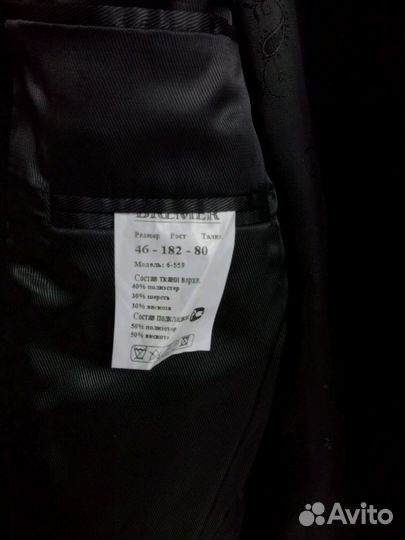 BREMER
Размер Рост Талия
46 - 182 - 80
Модель: 6-559
Состав ткани верха:
40% полиэстер
30% шерсть
30% вискоза
Состав подкладки:
50% полиэстер
50% вискоза
Avito